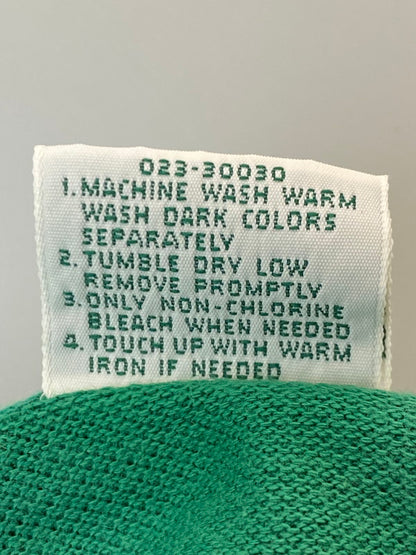 023-30030
1. MACHINE WASH WARM
WASH DARK COLORS
SEPARATELY
2. TUMBLE DRY LOW
REMOVE PROMPTLY
3. ONLY NON-CHLORINE
BLEACH WHEN NEEDED
4. TOUCH UP WITH WARM
IRON IF NEEDED